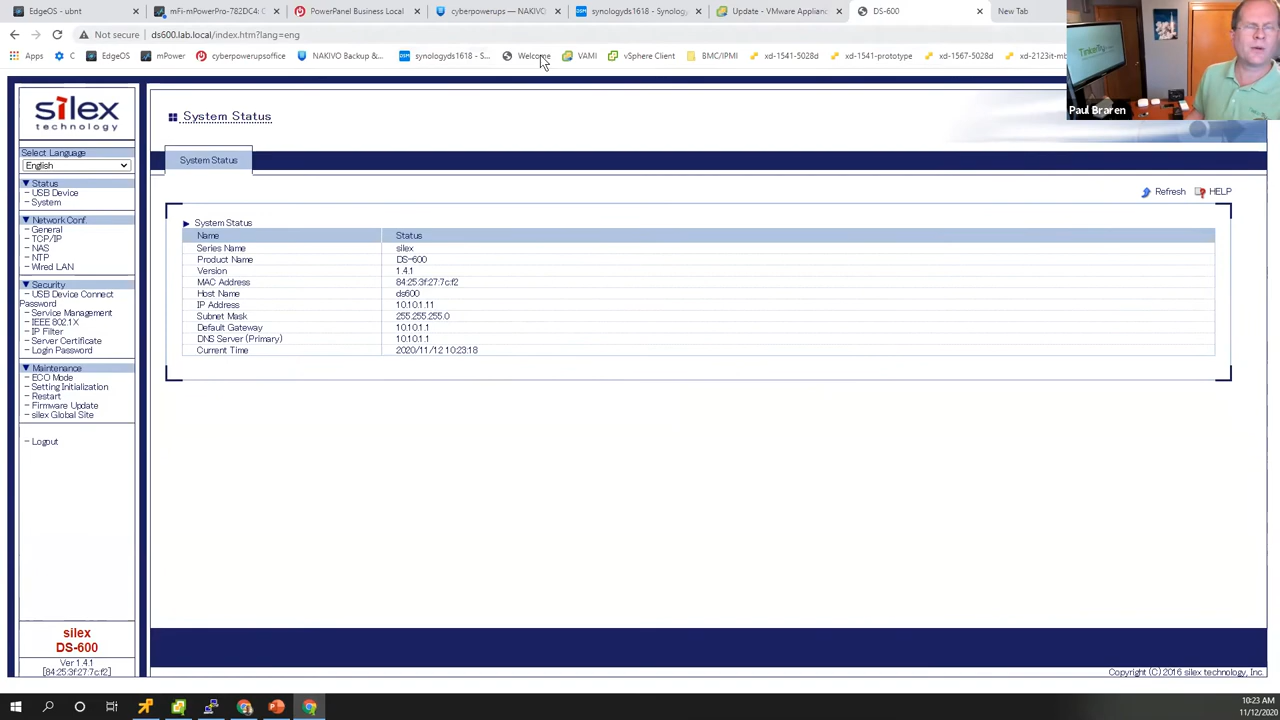 EdgeOS - ubnt
mFi-mPowerPro-782DC4: C
PowerPanel Business Local
cyberpowerups — NAKIVO
synologyds1618 - Synolog
Update - VMware Applianc
DS-600
New Tab
Not secure
ds600.lab.local/index.htm?lang=eng
Apps
C
EdgeOS
mPower
cyberpowerusoffice
NAKIVO Backup &...
synologyds1618 - S...
Welcome
VAMI
vSphere Client
BMC/IPMI
xd-1541-5028d
xd-1541-prototype
xd-1567-5028d
xd-2123it-mb
TinkerTry
Paul Braren
silex
technology
Select Language
English
Status
− USB Device
− System
Network Conf.
− General
− TCP/IP
− NAS
− NTP
− Wired LAN
Security
− USB Device Connect
Password
− Service Management
− IEEE 802.1X
− IP Filter
− Server Certificate
− Login Password
Maintenance
− ECO Mode
− Setting Initialization
− Restart
− Firmware Update
− silex Global Site
− Logout
silex
DS-600
Ver 1.4.1
[84:25:3f:27:7c:f2]
System Status
System Status
Refresh
HELP
System Status
Name Status
Series Name silex
Product Name DS-600
Version 1.4.1
MAC Address 84:25:3f:27:7c:f2
Host Name ds600
IP Address 10.10.1.11
Subnet Mask 255.255.255.0
Default Gateway 10.10.1.1
DNS Server (Primary) 10.10.1.1
Current Time 2020/11/12 10:23:18
Copyright (C) 2016 silex technology, Inc.
10:23 AM
11/12/2020